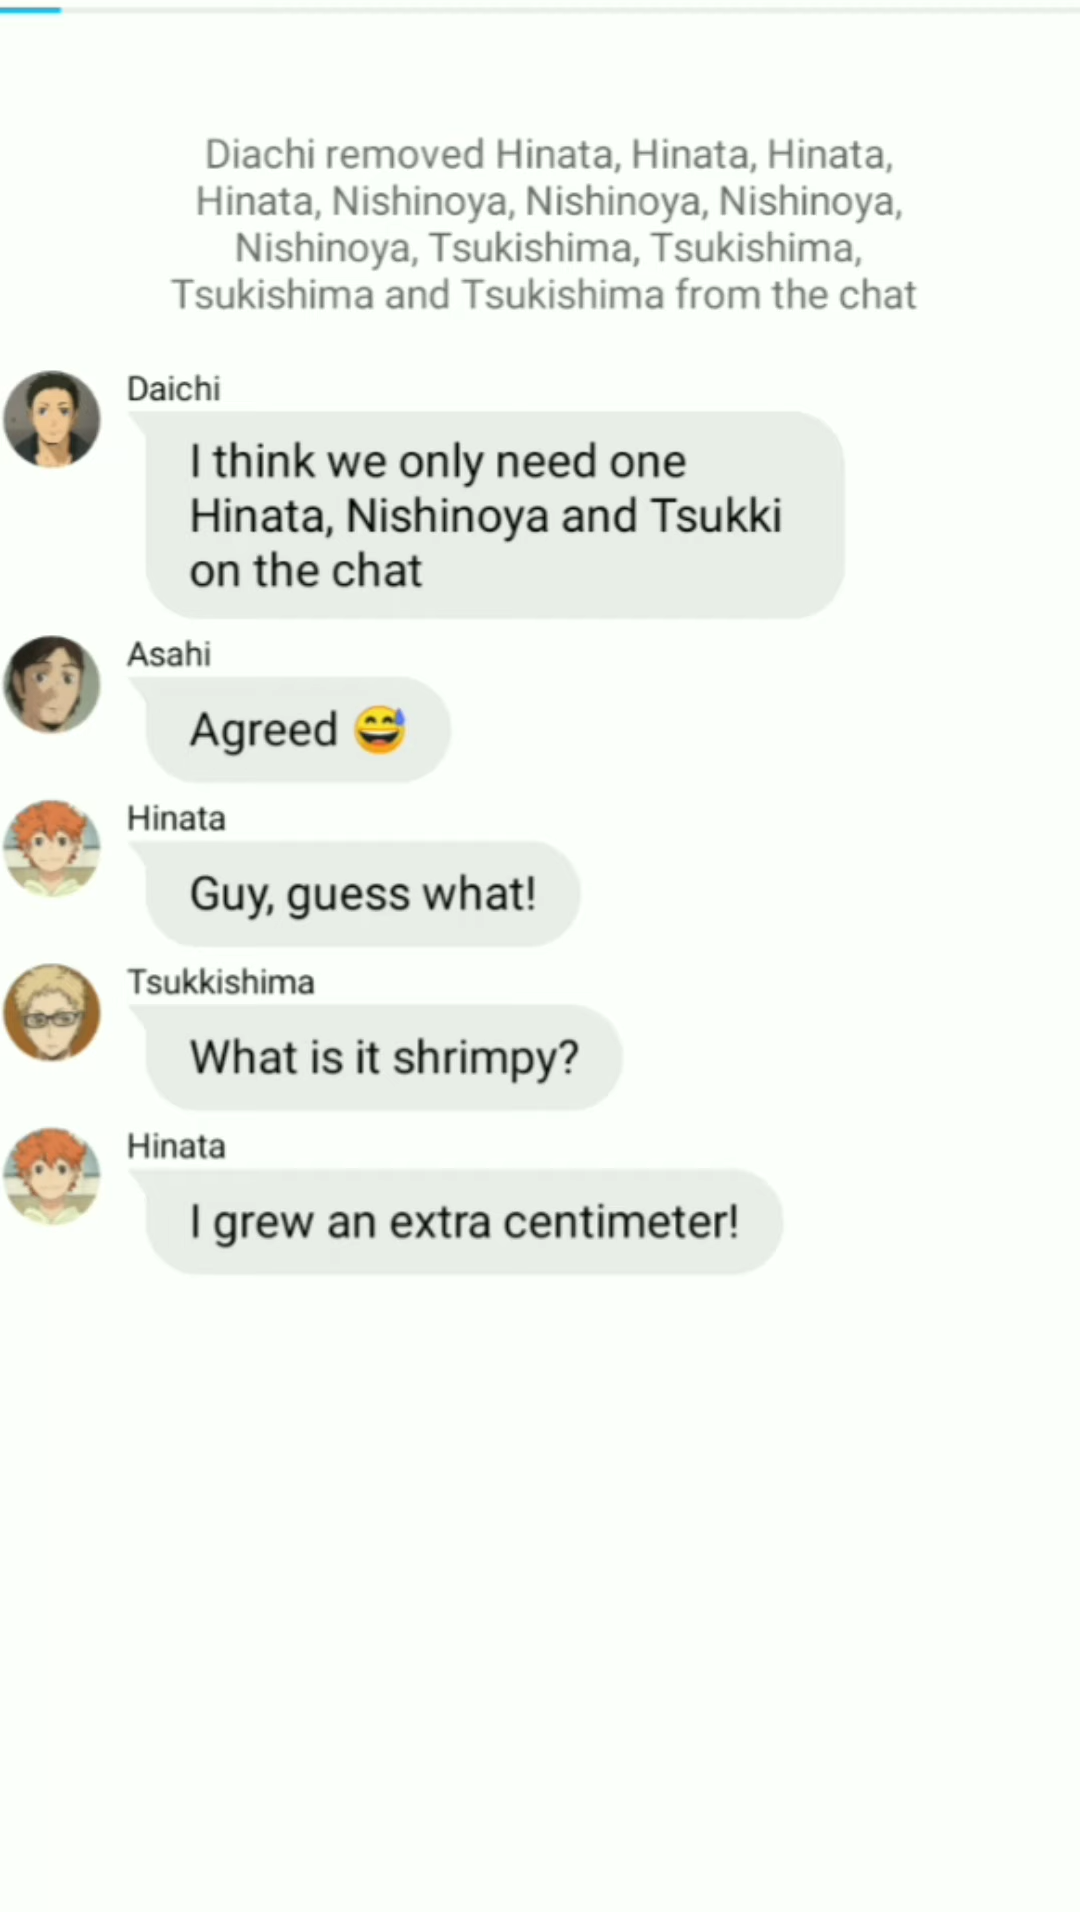 Diachi removed Hinata, Hinata, Hinata,
Hinata, Nishinoya, Nishinoya, Nishinoya,
Nishinoya, Tsukishima, Tsukishima,
Tsukishima and Tsukishima from the chat
Daichi
I think we only need one
Hinata, Nishinoya and Tsukki
on the chat
Asahi
Agreed 😅
Hinata
Guy, guess what!
Tsukkishima
What is it shrimpy?
Hinata
I grew an extra centimeter!